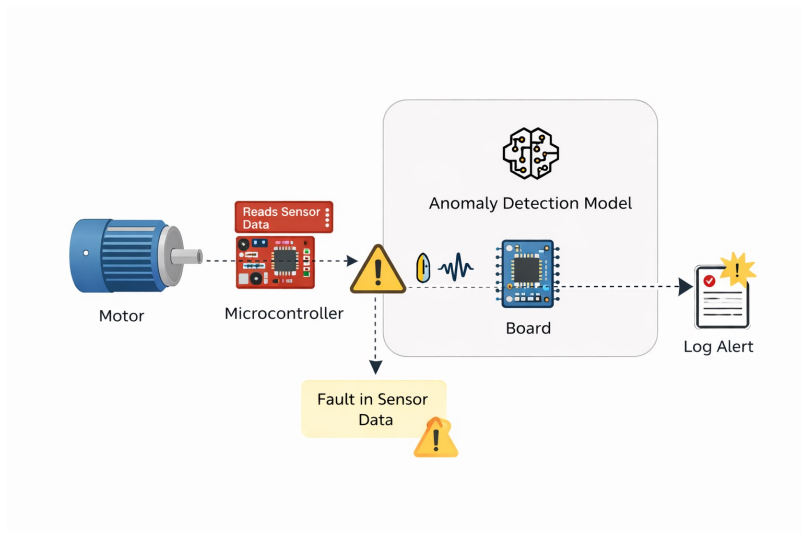 Anomaly Detection Model
Reads Sensor
Data
Motor
Microcontroller
Board
Log Alert
Fault in Sensor
Data